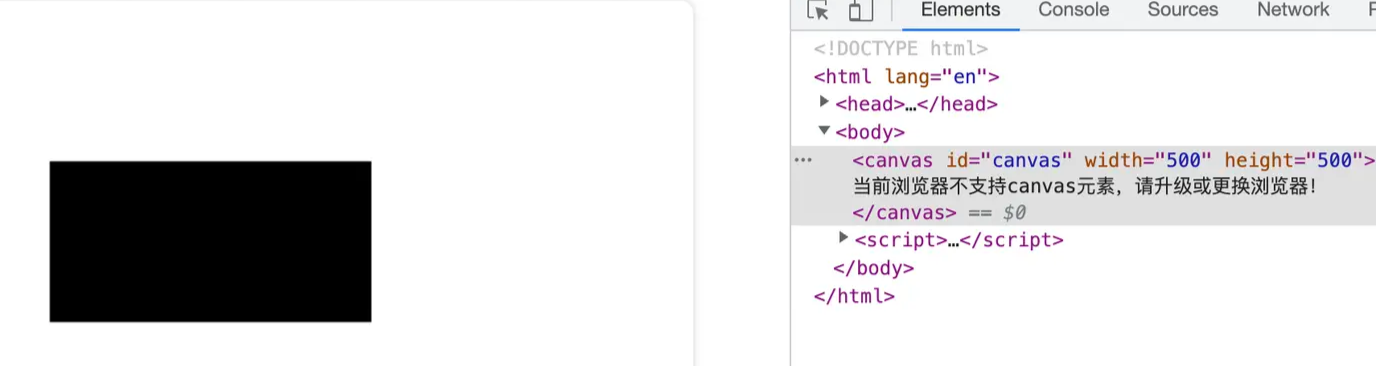 Elements Console Sources Network
<!DOCTYPE html>
<html lang="en">
<head>…</head>
<body>
<canvas id="canvas" width="500" height="500">
当前浏览器不支持canvas元素，请升级或更换浏览器！
</canvas> == $0
<script>…</script>
</body>
</html>